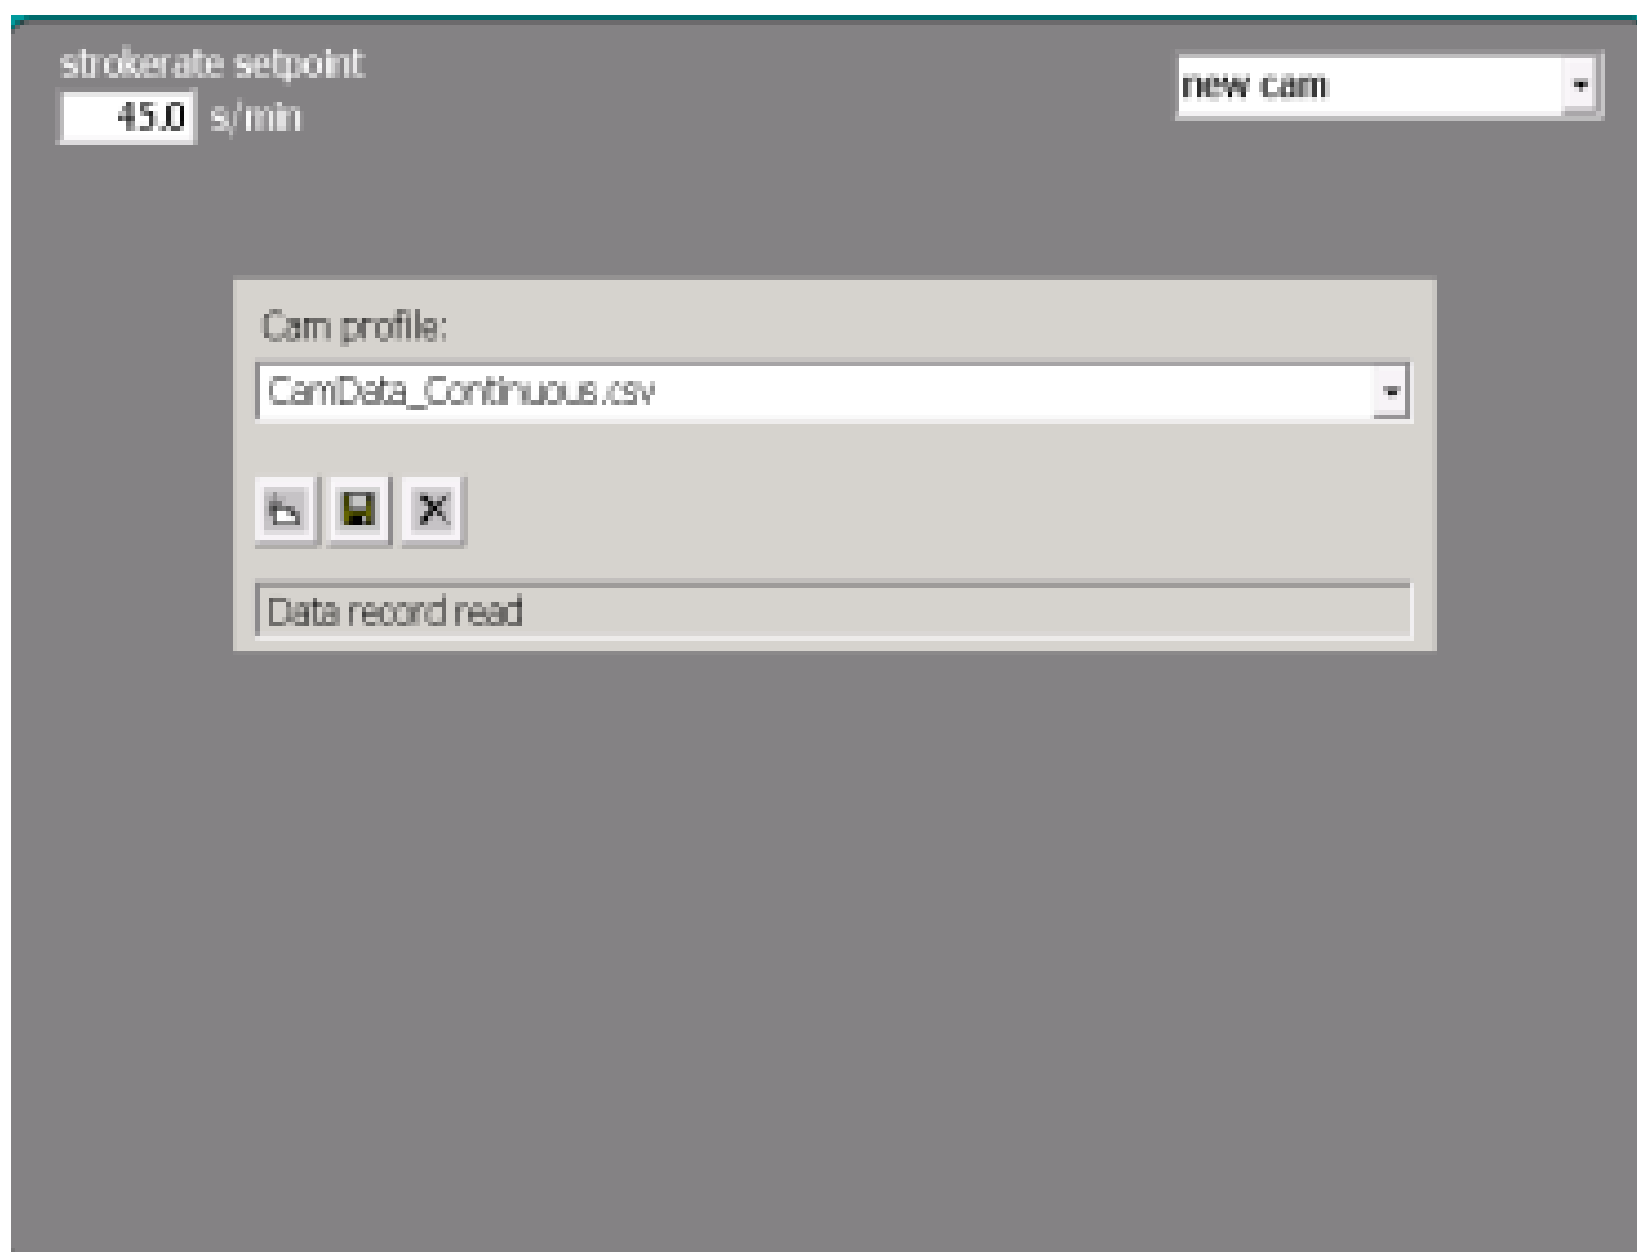 strokerate setpoint
45.0 s/min
new cam
Cam profile:
CamData_Continuous.csv
Data record read